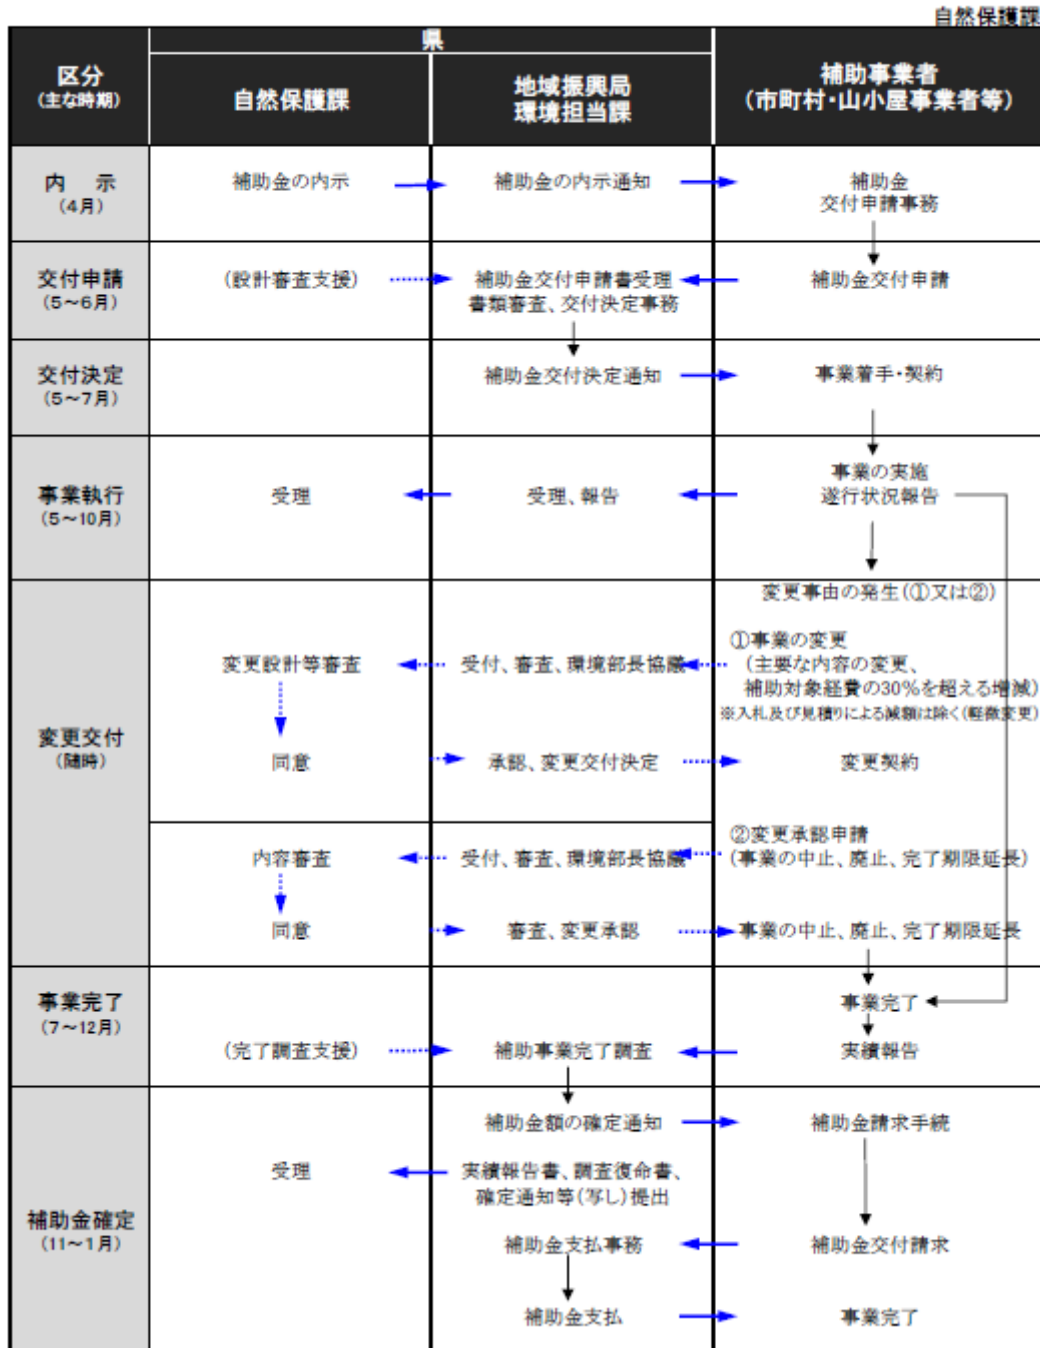 自然保護課
県
区分
(主な時期)
自然保護課
地域振興局
環境担当課
補助事業者
(市町村・山小屋事業者等)
内 示
(4月)
補助金の内示
補助金の内示通知
補助金
交付申請事務
交付申請
(5~6月)
(設計審査支援)
補助金交付申請書受理
書類審査、交付決定事務
補助金交付申請
交付決定
(5~7月)
補助金交付決定通知
事業着手・契約
事業執行
(5~10月)
受理
受理、報告
事業の実施
遂行状況報告
変更交付
(随時)
変更事由の発生(①又は②)
変更設計等審査
受付、審査、環境部長協議
①事業の変更
(主要な内容の変更、
補助対象経費の30%を超える増減)
※入札及び見積りによる減額は除く(軽微変更)
同意
承認、変更交付決定
変更契約
内容審査
受付、審査、環境部長協議
②変更承認申請
(事業の中止、廃止、完了期限延長)
同意
審査、変更承認
事業の中止、廃止、完了期限延長
事業完了
(7~12月)
事業完了
(完了調査支援)
補助事業完了調査
実績報告
補助金確定
(11~1月)
補助金額の確定通知
補助金請求手続
受理
実績報告書、調査復命書、
確定通知等(写し)提出
補助金支払事務
補助金交付請求
補助金支払
事業完了